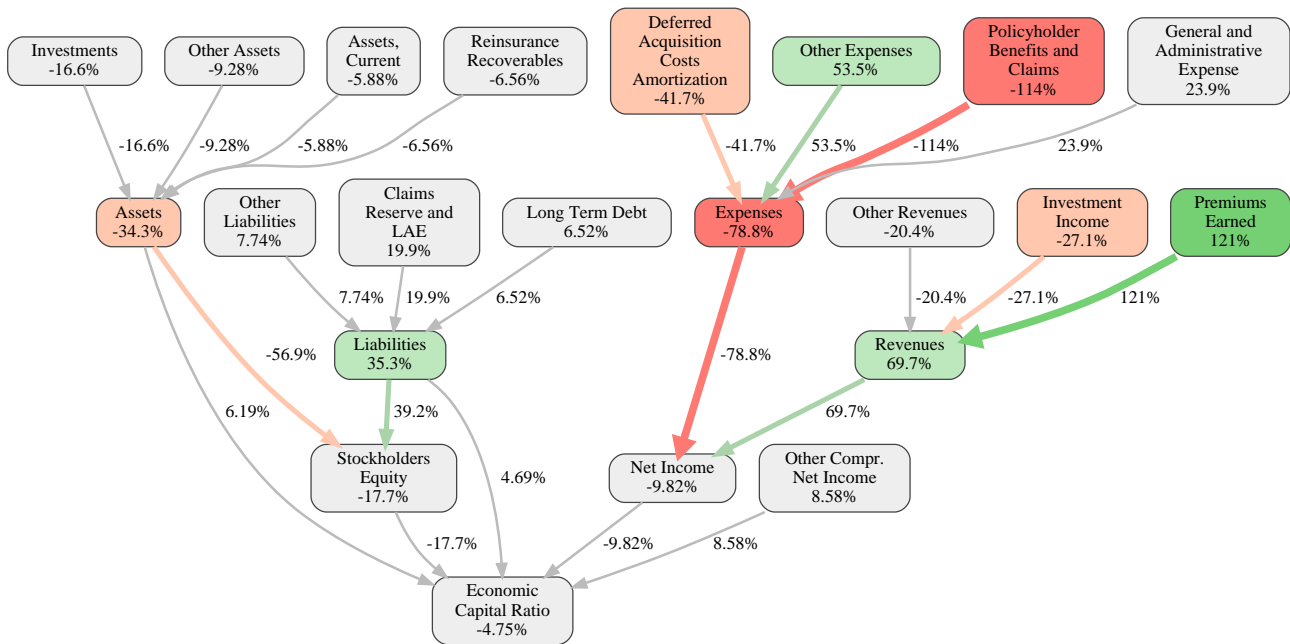 Investments
-16.6%
Other Assets
-9.28%
Assets,
Current
-5.88%
Reinsurance
Recoverables
-6.56%
Deferred
Acquisition
Costs
Amortization
-41.7%
Other Expenses
53.5%
Policyholder
Benefits and
Claims
-114%
General and
Administrative
Expense
23.9%
-16.6%
-9.28%
-5.88%
-6.56%
-41.7%
53.5%
-114%
23.9%
Assets
-34.3%
Other
Liabilities
7.74%
Claims
Reserve and
LAE
19.9%
Long Term Debt
6.52%
Expenses
-78.8%
Other Revenues
-20.4%
Investment
Income
-27.1%
Premiums
Earned
121%
7.74%
19.9%
6.52%
-20.4%
-27.1%
121%
Liabilities
35.3%
Revenues
69.7%
-56.9%
-78.8%
6.19%
39.2%
69.7%
Stockholders
Equity
-17.7%
4.69%
Net Income
-9.82%
Other Compr.
Net Income
8.58%
-17.7%
-9.82%
8.58%
Economic
Capital Ratio
-4.75%